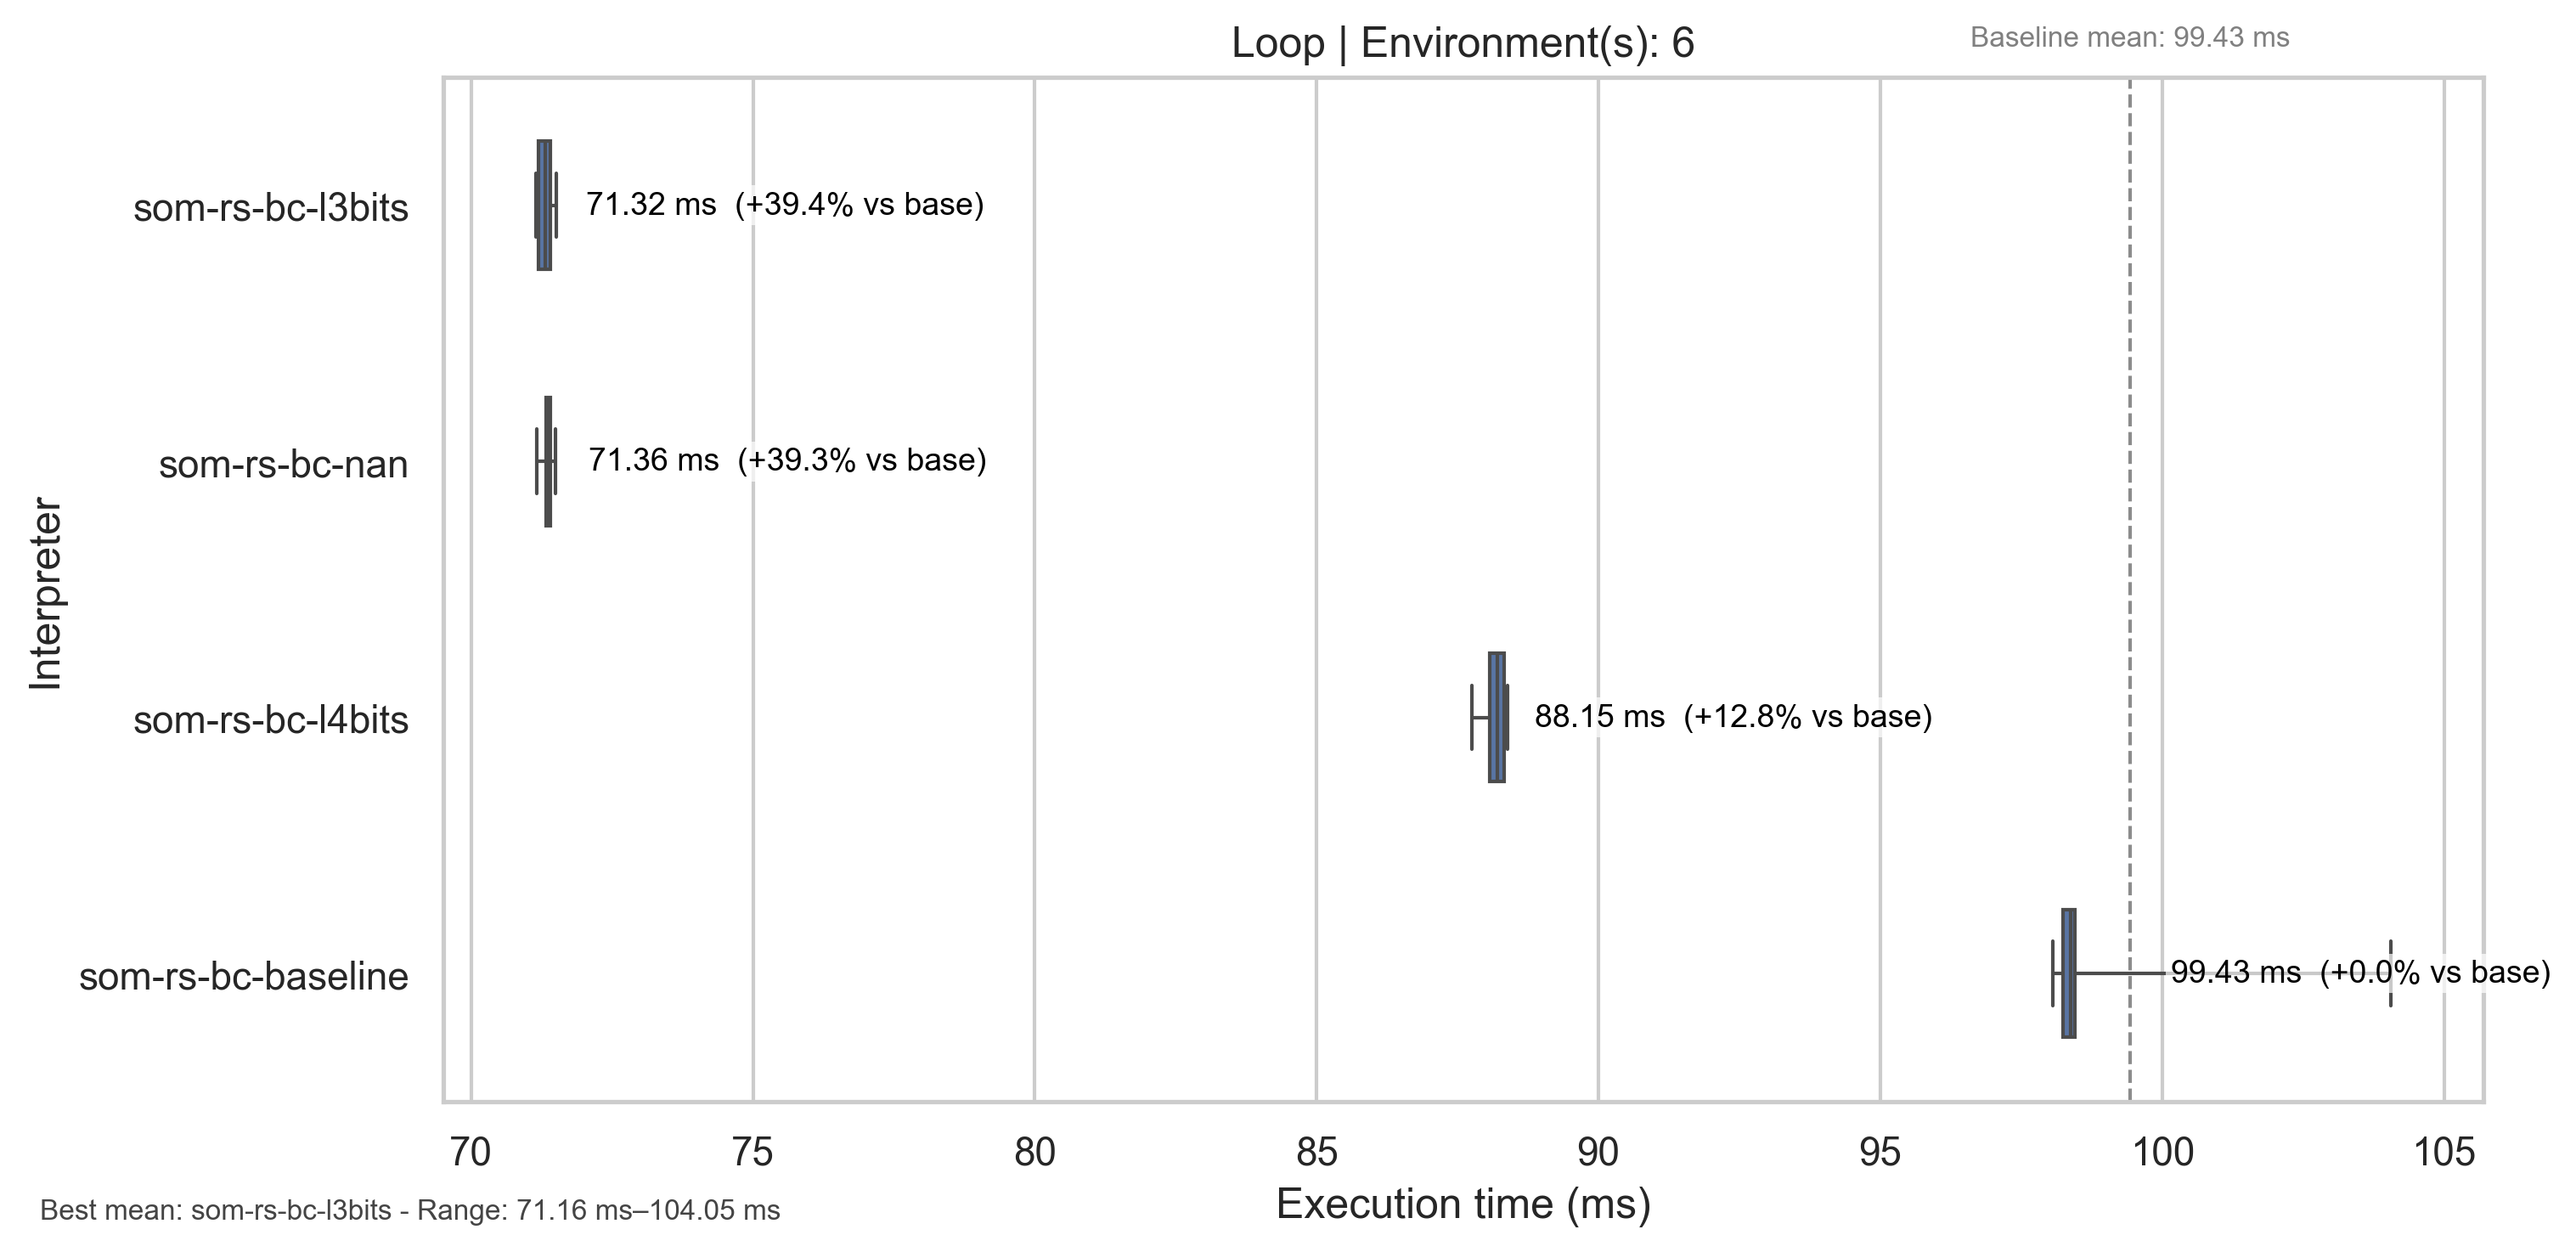 Loop | Environment(s): 6
Baseline mean: 99.43 ms
Interpreter
som-rs-bc-l3bits
71.32 ms  (+39.4% vs base)
som-rs-bc-nan
71.36 ms  (+39.3% vs base)
som-rs-bc-l4bits
88.15 ms  (+12.8% vs base)
som-rs-bc-baseline
99.43 ms  (+0.0% vs base)
70 75 80 85 90 95 100 105
Execution time (ms)
Best mean: som-rs-bc-l3bits - Range: 71.16 ms–104.05 ms